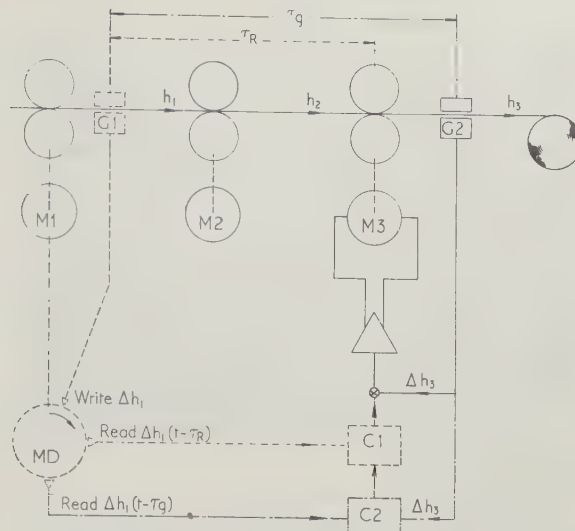 τg
τR
h₁
h₂
h₃
G1
G2
M1
M2
M3
Write Δh₁
Δh₃
Read Δh₁(t-τR)
C1
MD
Read Δh₁(t-τg)
C2
Δh₃